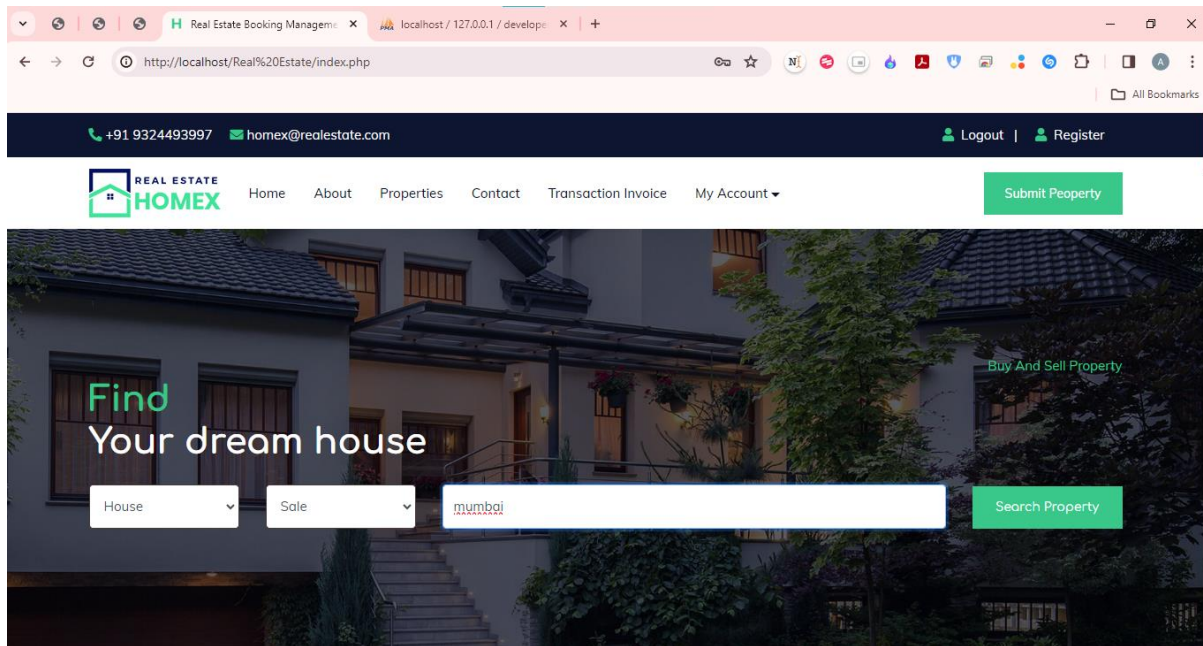 Real Estate Booking Manageme
localhost / 127.0.0.1 / develope
http://localhost/Real%20Estate/index.php
All Bookmarks
+91 9324493997 homex@realestate.com Logout | Register
REAL ESTATE
HOMEX
Home About Properties Contact Transaction Invoice My Account
Submit Peoperty
Buy And Sell Property
Find
Your dream house
House Sale mumbai Search Property